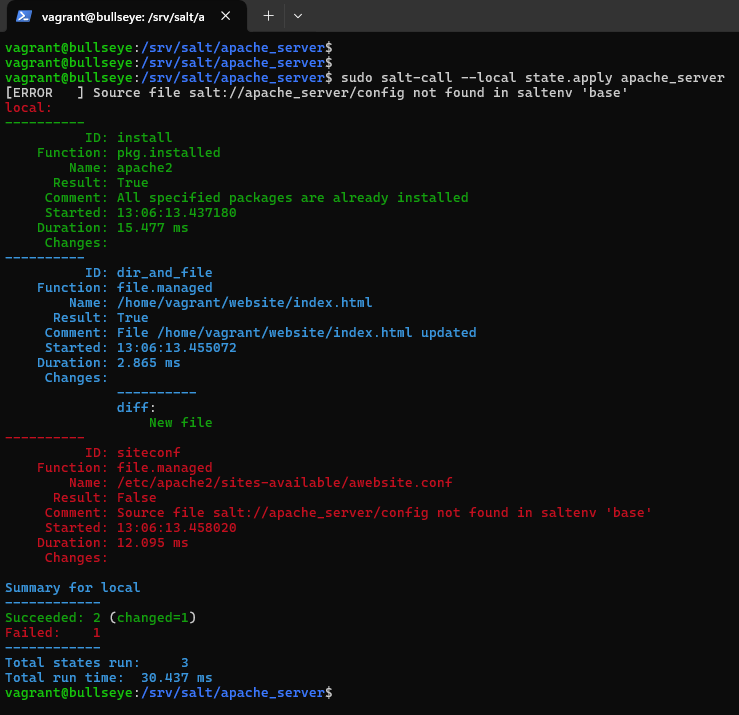 vagrant@bullseye: /srv/salt/a
vagrant@bullseye:/srv/salt/apache_server$
vagrant@bullseye:/srv/salt/apache_server$
vagrant@bullseye:/srv/salt/apache_server$ sudo salt-call --local state.apply apache_server
[ERROR   ] Source file salt://apache_server/config not found in saltenv 'base'
local:
----------
          ID: install
    Function: pkg.installed
        Name: apache2
      Result: True
     Comment: All specified packages are already installed
     Started: 13:06:13.437180
    Duration: 15.477 ms
     Changes:
----------
          ID: dir_and_file
    Function: file.managed
        Name: /home/vagrant/website/index.html
      Result: True
     Comment: File /home/vagrant/website/index.html updated
     Started: 13:06:13.455072
    Duration: 2.865 ms
     Changes:
              ----------
              diff:
                  New file
----------
          ID: siteconf
    Function: file.managed
        Name: /etc/apache2/sites-available/awebsite.conf
      Result: False
     Comment: Source file salt://apache_server/config not found in saltenv 'base'
     Started: 13:06:13.458020
    Duration: 12.095 ms
     Changes:

Summary for local
------------
Succeeded: 2 (changed=1)
Failed:    1
------------
Total states run:     3
Total run time:  30.437 ms
vagrant@bullseye:/srv/salt/apache_server$